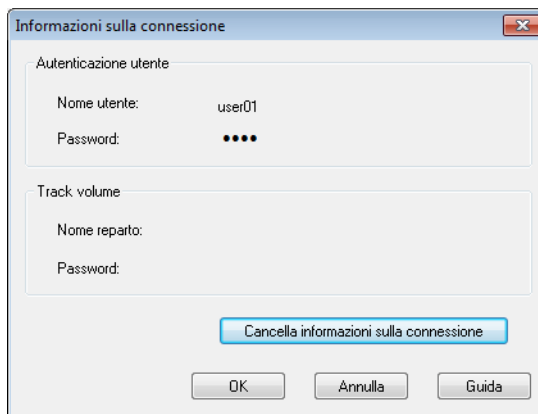 Informazioni sulla connessione
Autenticazione utente
Nome utente: user01
Password: ••••
Track volume
Nome reparto:
Password:
Cancella informazioni sulla connessione
OK Annulla Guida